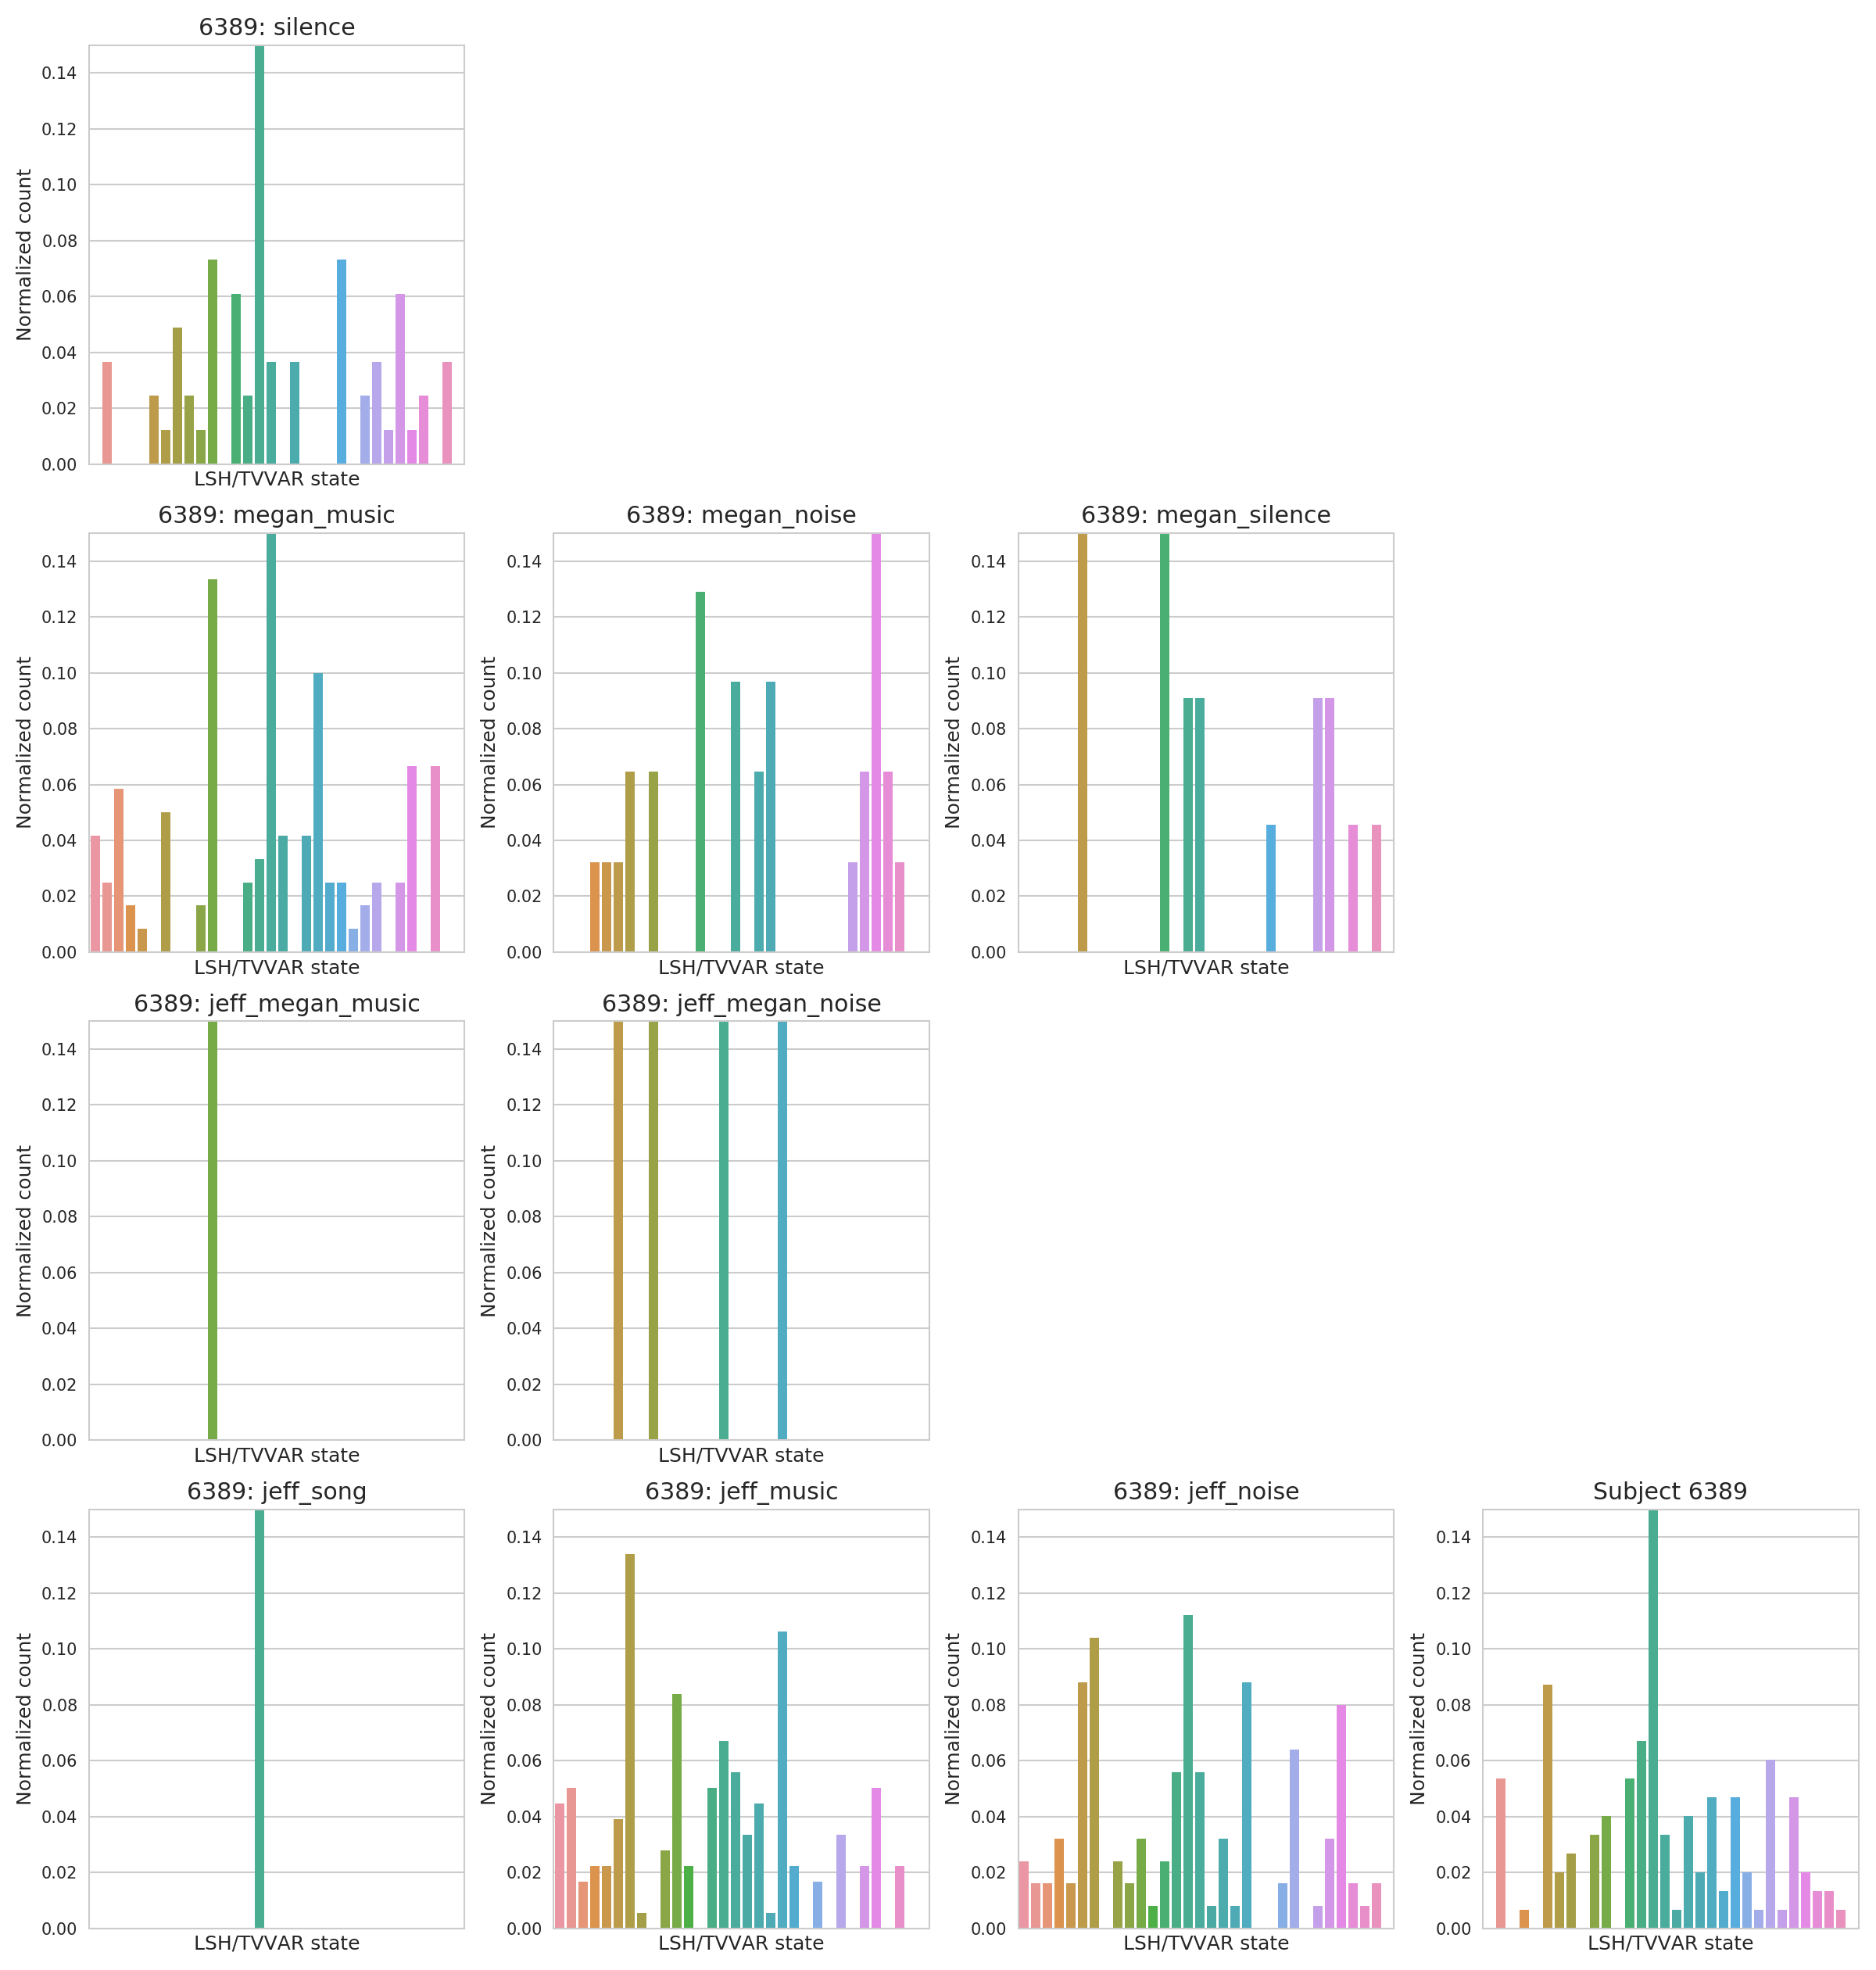 6389: silence
Normalized count
0.14
0.12
0.10
0.08
0.06
0.04
0.02
0.00
LSH/TVVAR state
6389: megan_music
Normalized count
0.14
0.12
0.10
0.08
0.06
0.04
0.02
0.00
LSH/TVVAR state
6389: megan_noise
Normalized count
0.14
0.12
0.10
0.08
0.06
0.04
0.02
0.00
LSH/TVVAR state
6389: megan_silence
Normalized count
0.14
0.12
0.10
0.08
0.06
0.04
0.02
0.00
LSH/TVVAR state
6389: jeff_megan_music
Normalized count
0.14
0.12
0.10
0.08
0.06
0.04
0.02
0.00
LSH/TVVAR state
6389: jeff_megan_noise
Normalized count
0.14
0.12
0.10
0.08
0.06
0.04
0.02
0.00
LSH/TVVAR state
6389: jeff_song
Normalized count
0.14
0.12
0.10
0.08
0.06
0.04
0.02
0.00
LSH/TVVAR state
6389: jeff_music
Normalized count
0.14
0.12
0.10
0.08
0.06
0.04
0.02
0.00
LSH/TVVAR state
6389: jeff_noise
Normalized count
0.14
0.12
0.10
0.08
0.06
0.04
0.02
0.00
LSH/TVVAR state
Subject 6389
Normalized count
0.14
0.12
0.10
0.08
0.06
0.04
0.02
0.00
LSH/TVVAR state